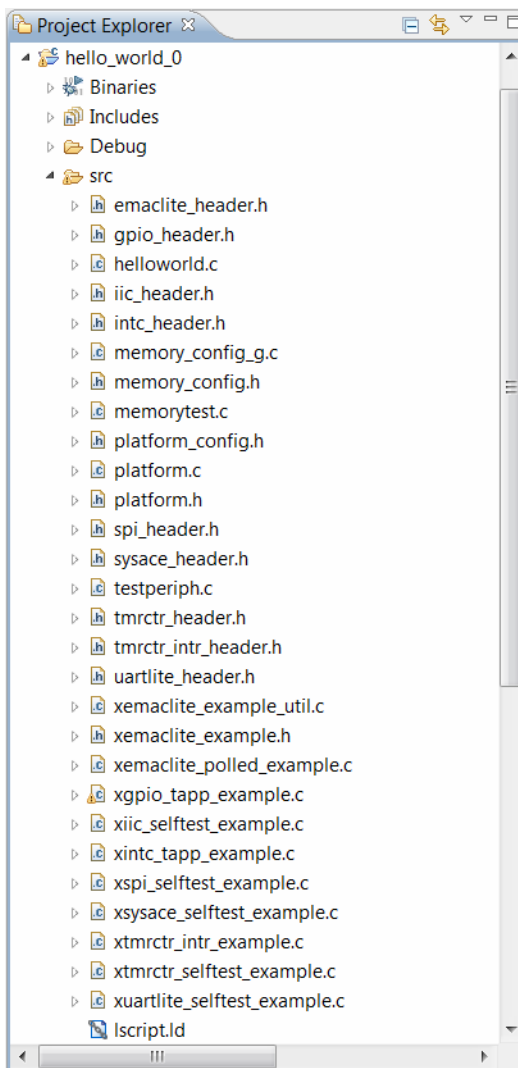 Project Explorer
hello_world_0
Binaries
Includes
Debug
src
emaclite_header.h
gpio_header.h
helloworld.c
iic_header.h
intc_header.h
memory_config_g.c
memory_config.h
memorytest.c
platform_config.h
platform.c
platform.h
spi_header.h
sysace_header.h
testperiph.c
tmrctr_header.h
tmrctr_intr_header.h
uartlite_header.h
xemaclite_example_util.c
xemaclite_example.h
xemaclite_polled_example.c
xgpio_tapp_example.c
xiic_selftest_example.c
xintc_tapp_example.c
xspi_selftest_example.c
xsysace_selftest_example.c
xtmrctr_intr_example.c
xtmrctr_selftest_example.c
xuartlite_selftest_example.c
lscript.ld